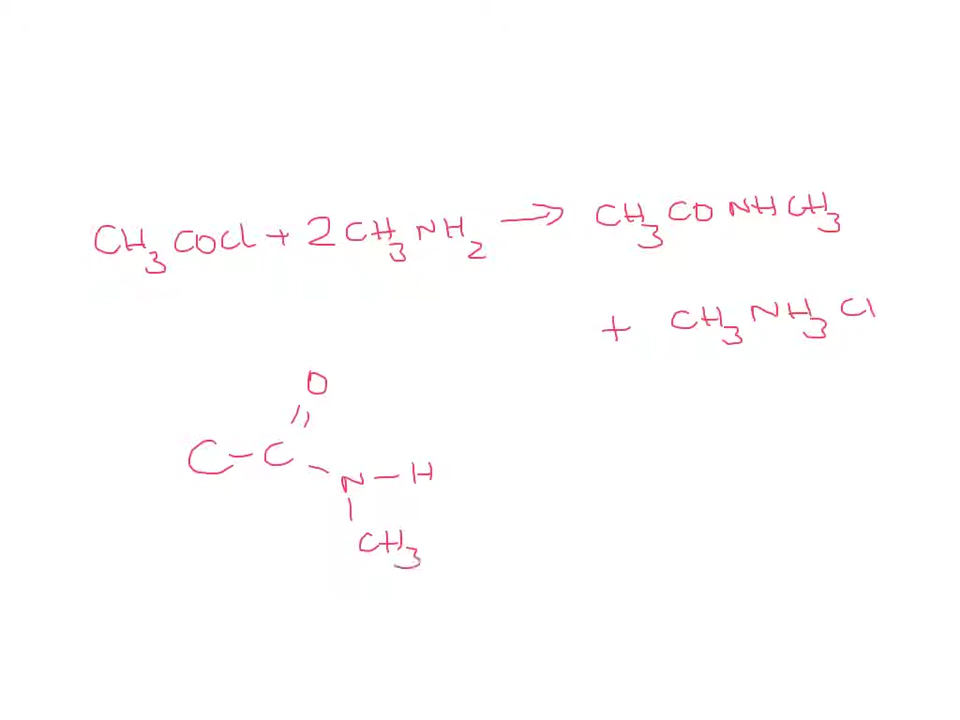 CH3COCl + 2CH3NH2 → CH3CONHCH3
+ CH3NH3Cl
O
C-C
N-H
CH3